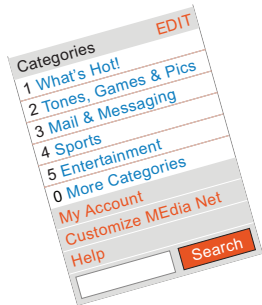 Categories EDIT
1 What's Hot!
2 Tones, Games & Pics
3 Mail & Messaging
4 Sports
5 Entertainment
0 More Categories
My Account
Customize MEdia Net
Help
Search